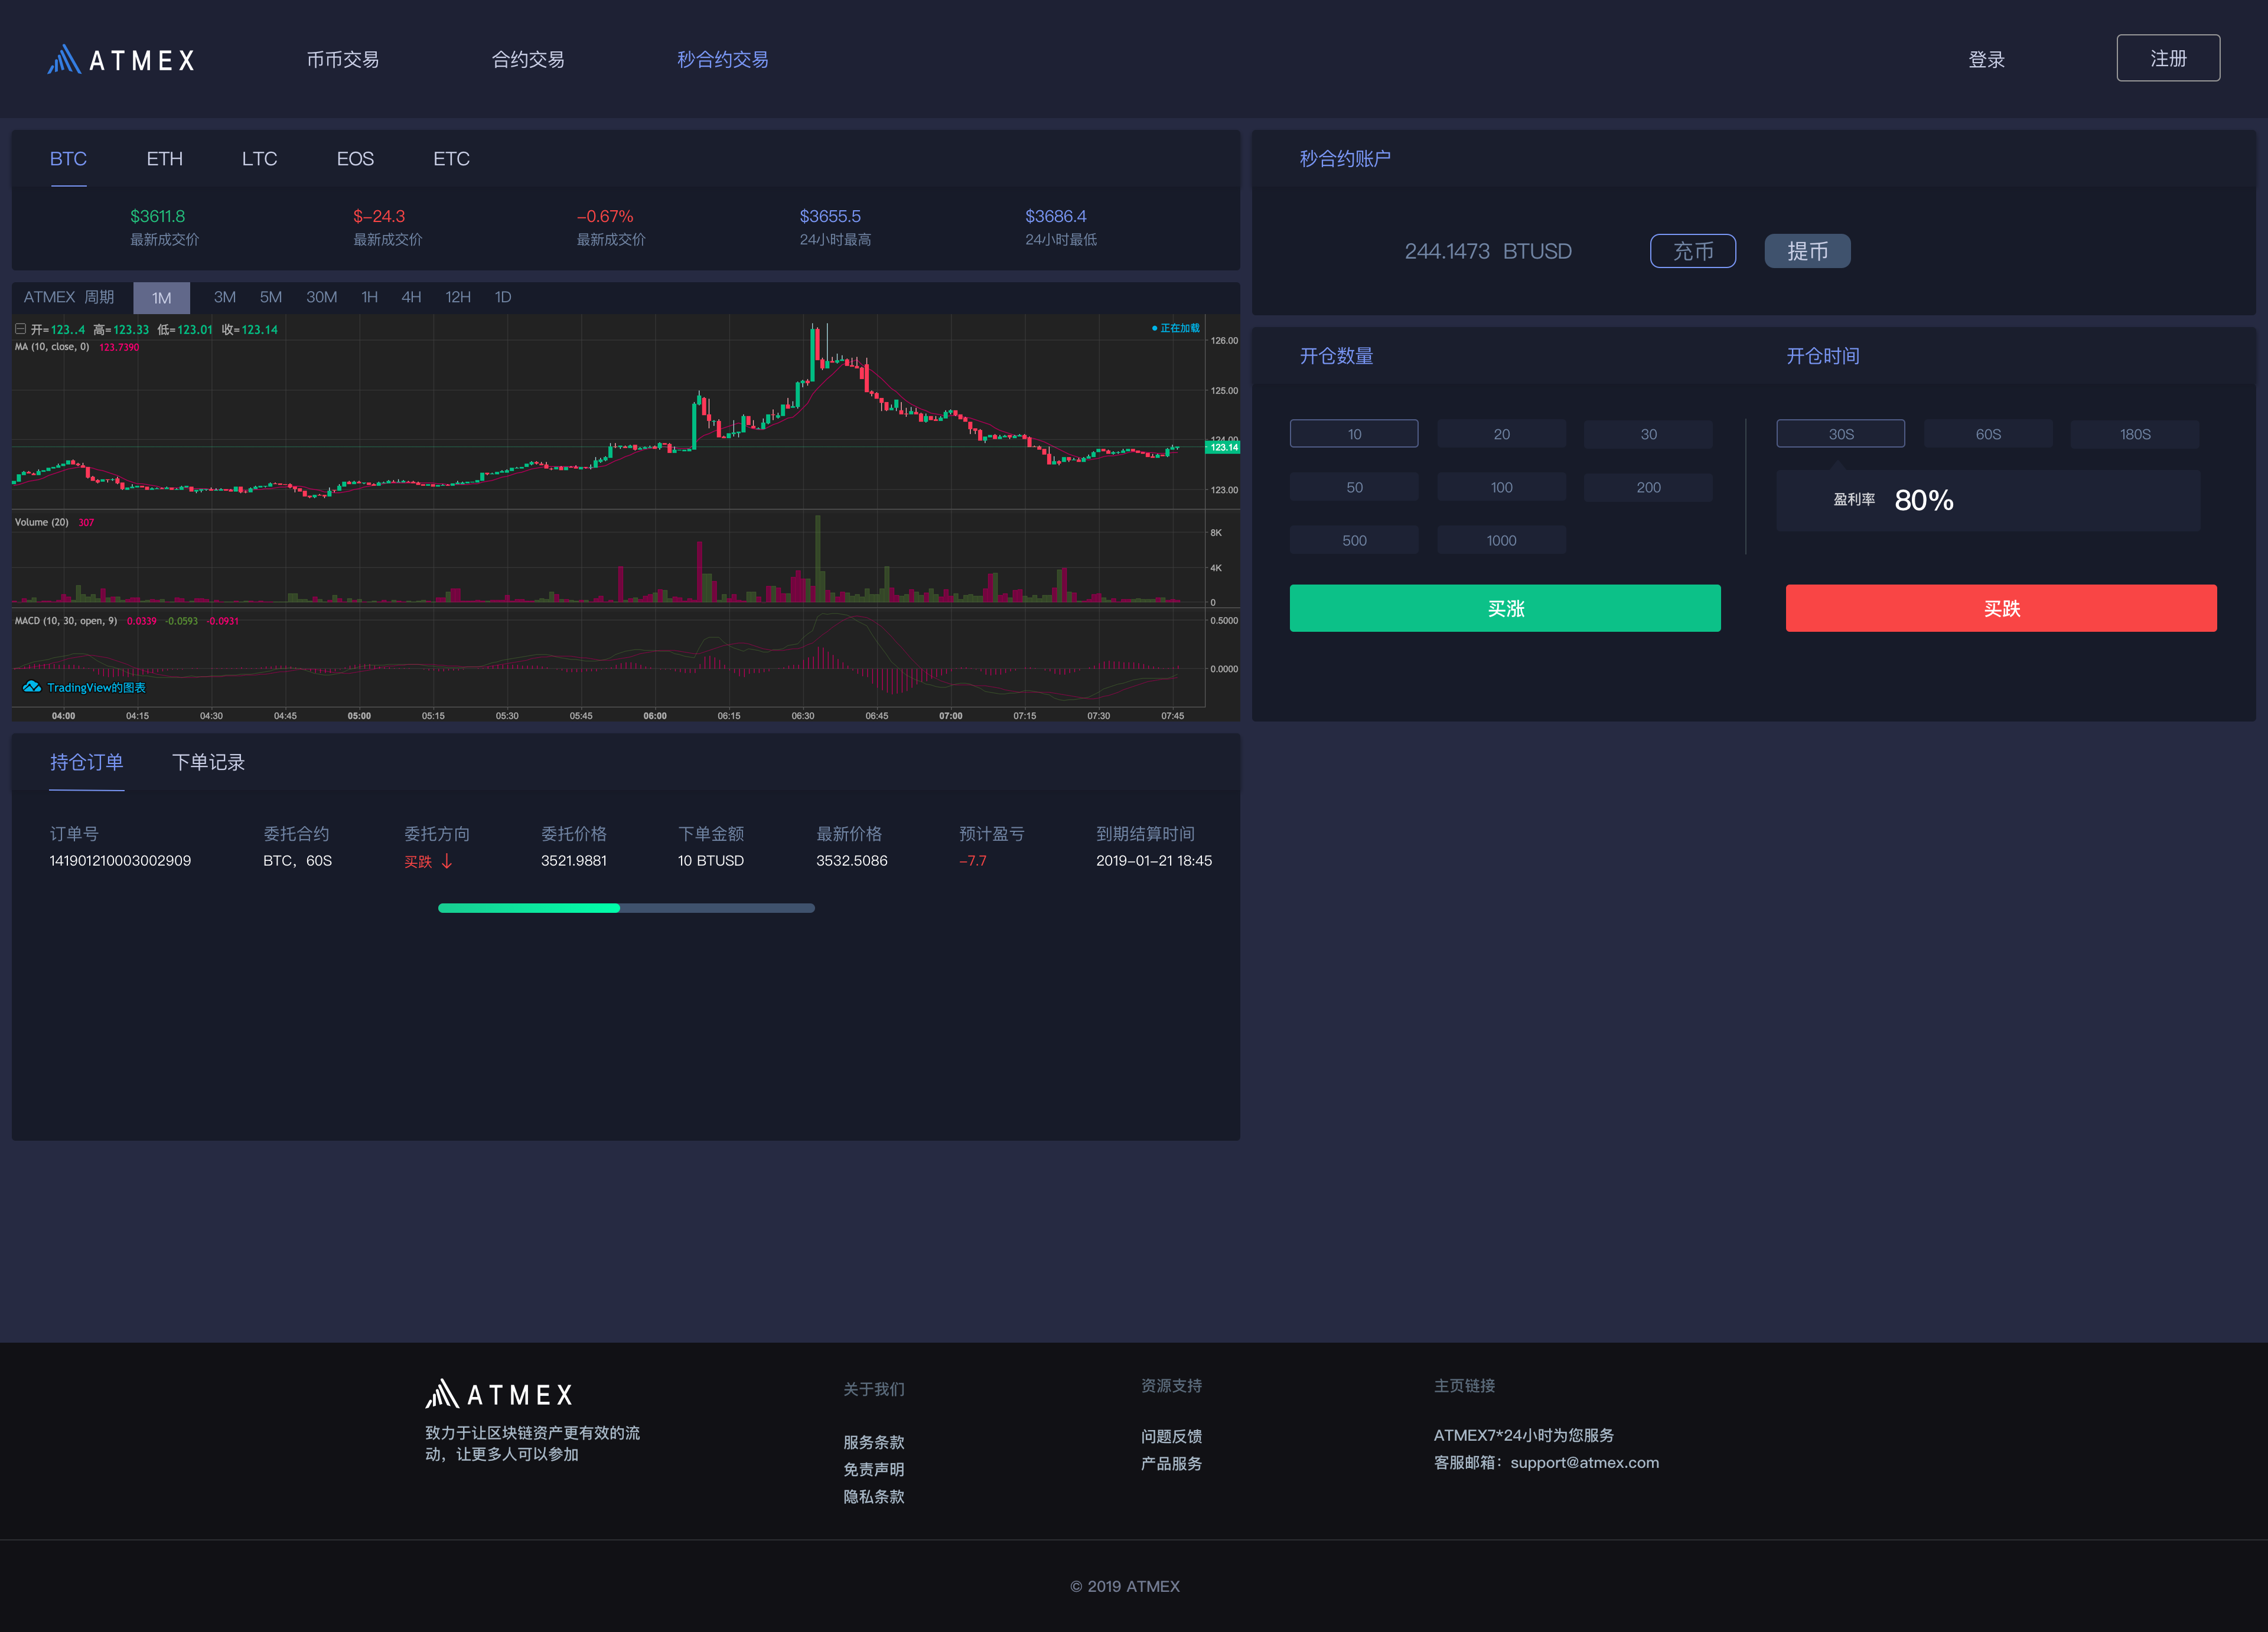 ATMEX 币币交易 合约交易 秒合约交易 登录 注册
BTC ETH LTC EOS ETC
$3611.8 $-24.3 -0.67% $3655.5 $3686.4
最新成交价 最新成交价 最新成交价 24小时最高 24小时最低
ATMEX 周期 1M 3M 5M 30M 1H 4H 12H 1D
开=123..4 高=123.33 低=123.01 收=123.14
正在加载
MA (10, close, 0) 123.7390
126.00
125.00
124.00
123.14
123.00
Volume (20) 307
8K
4K
0
MACD (10, 30, open, 9) 0.0339 -0.0593 -0.0931
0.5000
0.0000
TradingView的图表
04:00 04:15 04:30 04:45 05:00 05:15 05:30 05:45 06:00 06:15 06:30 06:45 07:00 07:15 07:30 07:45
秒合约账户
244.1473 BTUSD 充币 提币
开仓数量 开仓时间
10 20 30 30S 60S 180S
50 100 200
盈利率 80%
500 1000
买涨 买跌
持仓订单 下单记录
订单号 委托合约 委托方向 委托价格 下单金额 最新价格 预计盈亏 到期结算时间
141901210003002909 BTC，60S 买跌 ↓ 3521.9881 10 BTUSD 3532.5086 -7.7 2019-01-21 18:45
ATMEX
致力于让区块链资产更有效的流
动，让更多人可以参加
关于我们
服务条款
免责声明
隐私条款
资源支持
问题反馈
产品服务
主页链接
ATMEX7*24小时为您服务
客服邮箱：support@atmex.com
© 2019 ATMEX